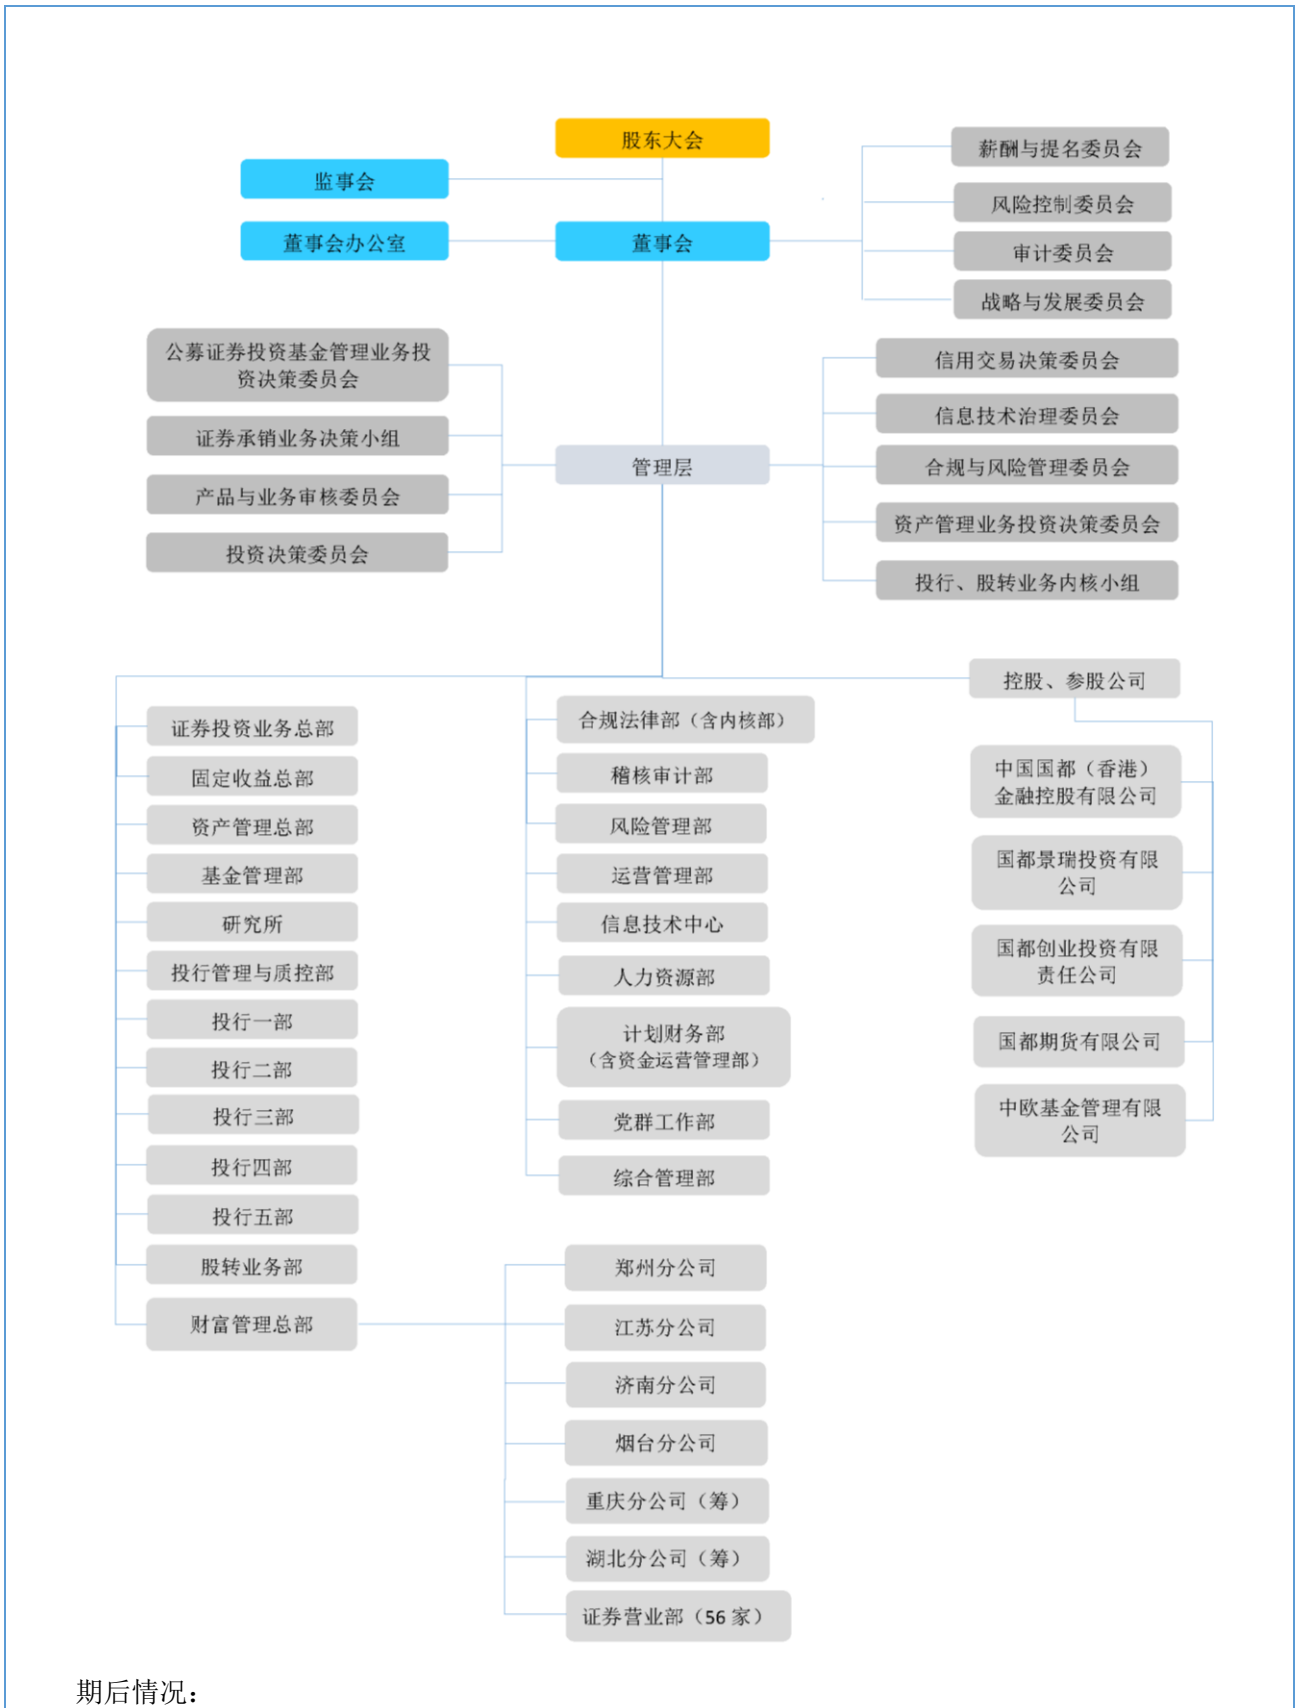 股东大会
监事会
董事会办公室
董事会
薪酬与提名委员会
风险控制委员会
审计委员会
战略与发展委员会
公募证券投资基金管理业务投
资决策委员会
证券承销业务决策小组
产品与业务审核委员会
投资决策委员会
管理层
信用交易决策委员会
信息技术治理委员会
合规与风险管理委员会
资产管理业务投资决策委员会
投行、股转业务内核小组
证券投资业务总部
固定收益总部
资产管理总部
基金管理部
研究所
投行管理与质控部
投行一部
投行二部
投行三部
投行四部
投行五部
股转业务部
财富管理总部
合规法律部（含内核部）
稽核审计部
风险管理部
运营管理部
信息技术中心
人力资源部
计划财务部
（含资金运营管理部）
党群工作部
综合管理部
控股、参股公司
中国国都（香港）
金融控股有限公司
国都景瑞投资有限
公司
国都创业投资有限
责任公司
国都期货有限公司
中欧基金管理有限
公司
郑州分公司
江苏分公司
济南分公司
烟台分公司
重庆分公司（筹）
湖北分公司（筹）
证券营业部（56 家）
期后情况：